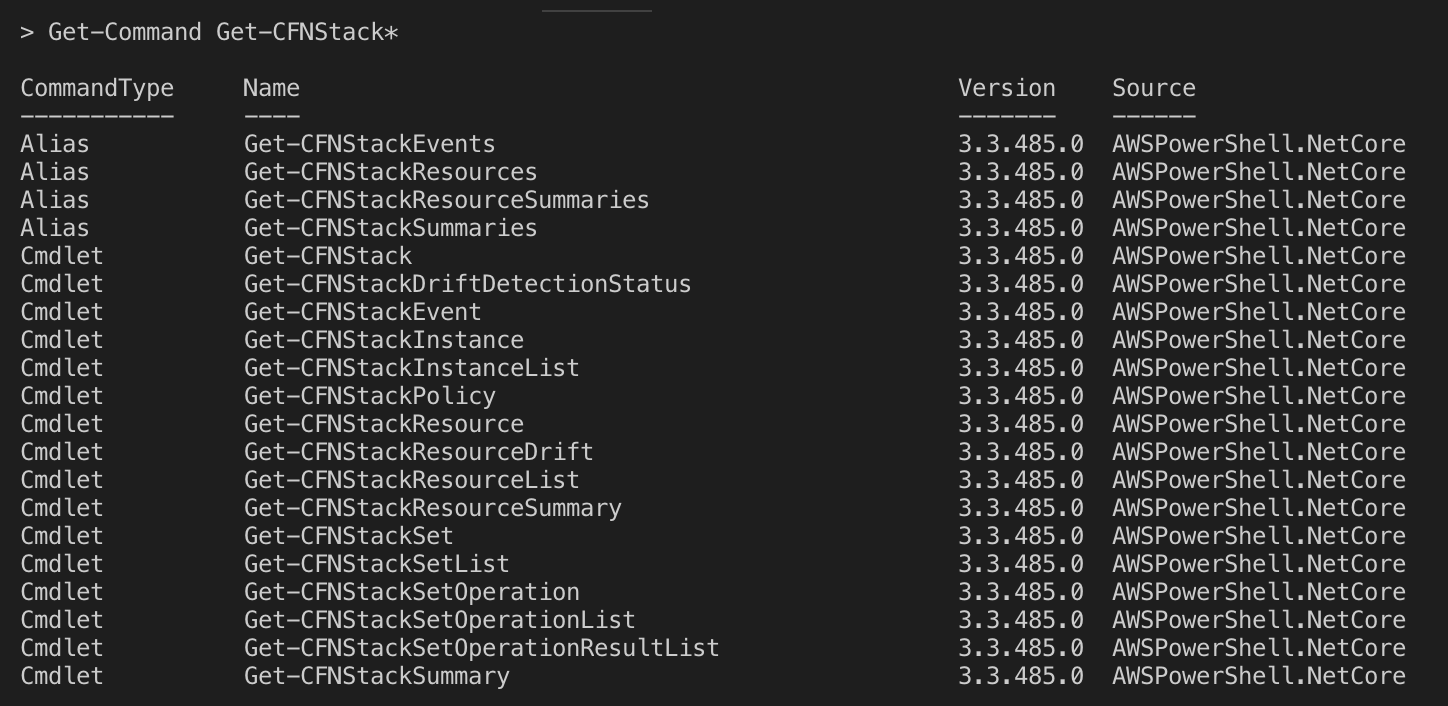 > Get-Command Get-CFNStack*
CommandType Name Version Source
----------- ---- ------- ------
Alias Get-CFNStackEvents 3.3.485.0 AWSPowerShell.NetCore
Alias Get-CFNStackResources 3.3.485.0 AWSPowerShell.NetCore
Alias Get-CFNStackResourceSummaries 3.3.485.0 AWSPowerShell.NetCore
Alias Get-CFNStackSummaries 3.3.485.0 AWSPowerShell.NetCore
Cmdlet Get-CFNStack 3.3.485.0 AWSPowerShell.NetCore
Cmdlet Get-CFNStackDriftDetectionStatus 3.3.485.0 AWSPowerShell.NetCore
Cmdlet Get-CFNStackEvent 3.3.485.0 AWSPowerShell.NetCore
Cmdlet Get-CFNStackInstance 3.3.485.0 AWSPowerShell.NetCore
Cmdlet Get-CFNStackInstanceList 3.3.485.0 AWSPowerShell.NetCore
Cmdlet Get-CFNStackPolicy 3.3.485.0 AWSPowerShell.NetCore
Cmdlet Get-CFNStackResource 3.3.485.0 AWSPowerShell.NetCore
Cmdlet Get-CFNStackResourceDrift 3.3.485.0 AWSPowerShell.NetCore
Cmdlet Get-CFNStackResourceList 3.3.485.0 AWSPowerShell.NetCore
Cmdlet Get-CFNStackResourceSummary 3.3.485.0 AWSPowerShell.NetCore
Cmdlet Get-CFNStackSet 3.3.485.0 AWSPowerShell.NetCore
Cmdlet Get-CFNStackSetList 3.3.485.0 AWSPowerShell.NetCore
Cmdlet Get-CFNStackSetOperation 3.3.485.0 AWSPowerShell.NetCore
Cmdlet Get-CFNStackSetOperationList 3.3.485.0 AWSPowerShell.NetCore
Cmdlet Get-CFNStackSetOperationResultList 3.3.485.0 AWSPowerShell.NetCore
Cmdlet Get-CFNStackSummary 3.3.485.0 AWSPowerShell.NetCore